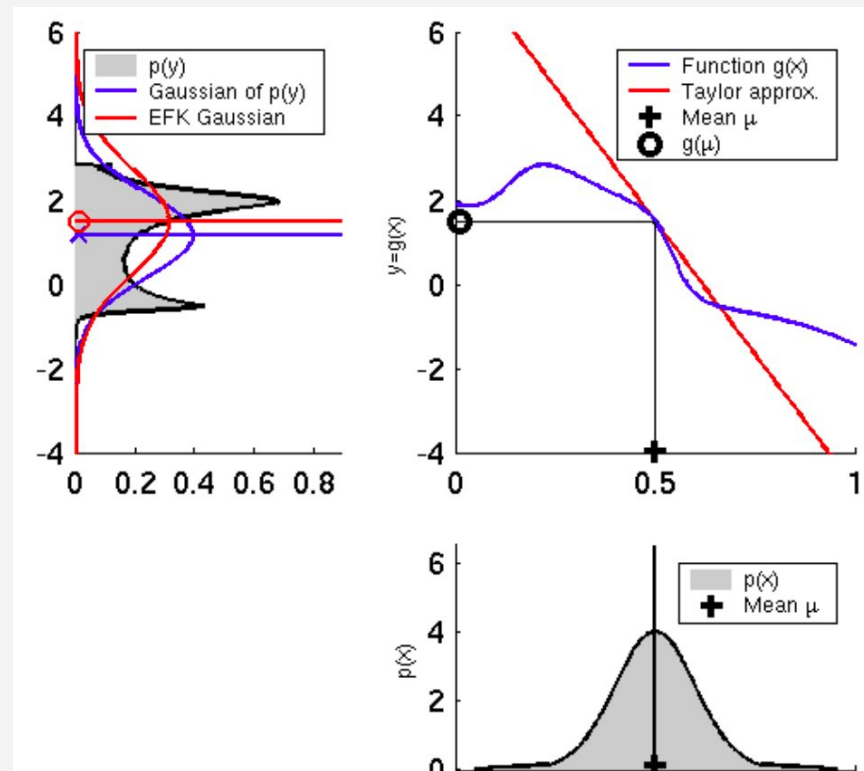 6
4
2
0
-2
-4
0 0.2 0.4 0.6 0.8
p(y)
Gaussian of p(y)
EFK Gaussian
6
4
2
0
-2
-4
0 0.5 1
y=g(x)
Function g(x)
Taylor approx.
Mean μ
g(μ)
6
4
2
0
p(x)
p(x)
Mean μ